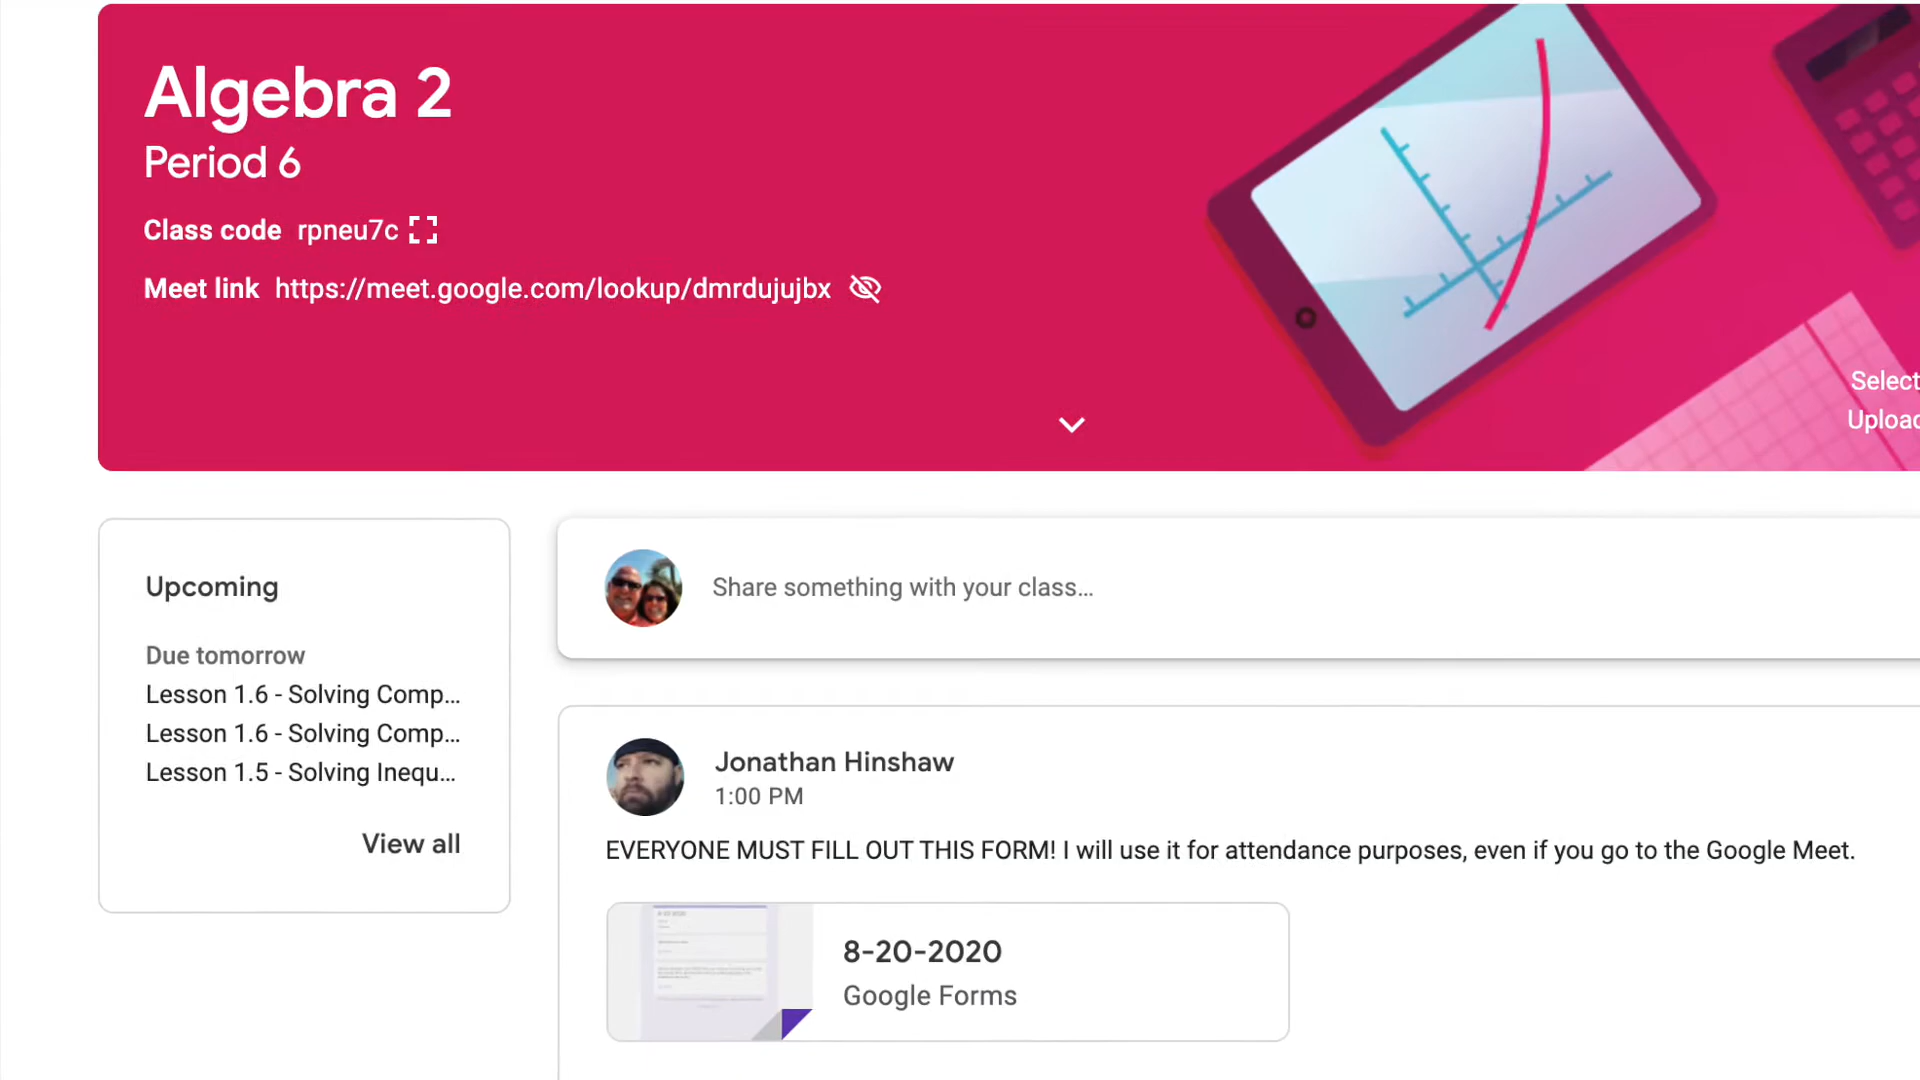 Algebra 2
Period 6
Class code rpneu7c
Meet link https://meet.google.com/lookup/dmrdujujbx
Select
Upload
Upcoming
Due tomorrow
Lesson 1.6 - Solving Comp...
Lesson 1.6 - Solving Comp...
Lesson 1.5 - Solving Inequ...
View all
Share something with your class...
Jonathan Hinshaw
1:00 PM
EVERYONE MUST FILL OUT THIS FORM! I will use it for attendance purposes, even if you go to the Google Meet.
8-20-2020
Google Forms